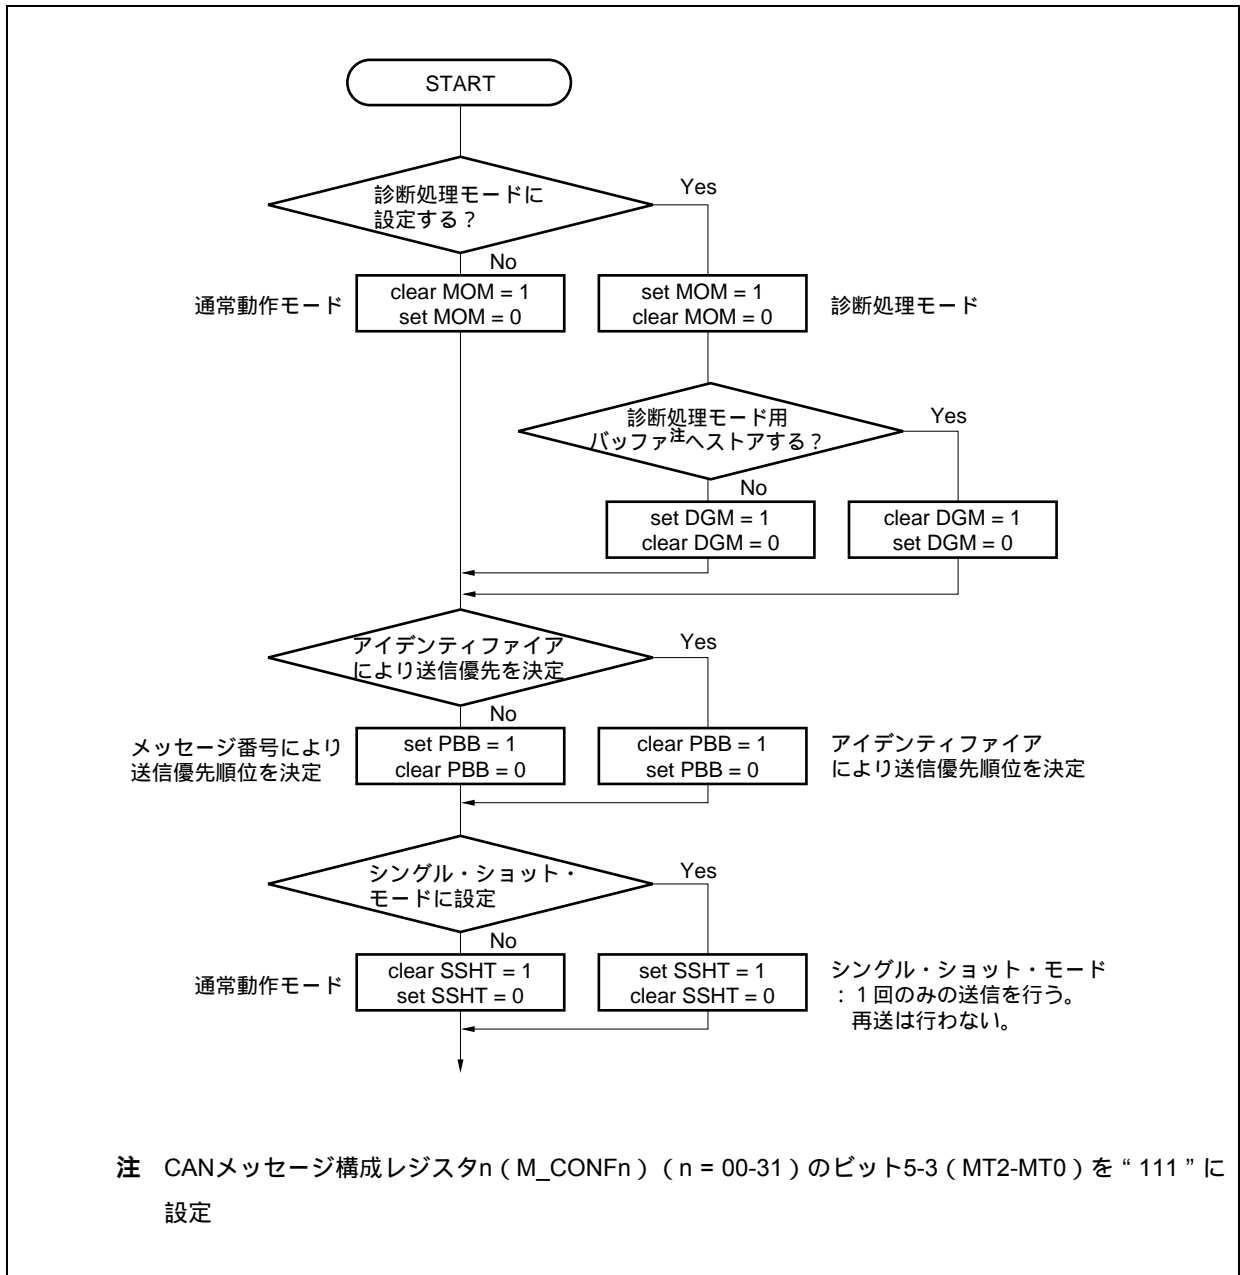 START
診断処理モードに
設定する？
Yes
No
通常動作モード
clear MOM = 1
set MOM = 0
set MOM = 1
clear MOM = 0
診断処理モード
診断処理モード用
バッファ注へストアする？
Yes
No
set DGM = 1
clear DGM = 0
clear DGM = 1
set DGM = 0
アイデンティファイア
により送信優先を決定
Yes
No
メッセージ番号により
送信優先順位を決定
set PBB = 1
clear PBB = 0
clear PBB = 1
set PBB = 0
アイデンティファイア
により送信優先順位を決定
シングル・ショット・
モードに設定
Yes
No
通常動作モード
clear SSHT = 1
set SSHT = 0
set SSHT = 1
clear SSHT = 0
シングル・ショット・モード
：１回のみの送信を行う。
再送は行わない。
注 CANメッセージ構成レジスタn（M_CONFn）（n = 00-31）のビット5-3（MT2-MT0）を“ 111 ”に
設定